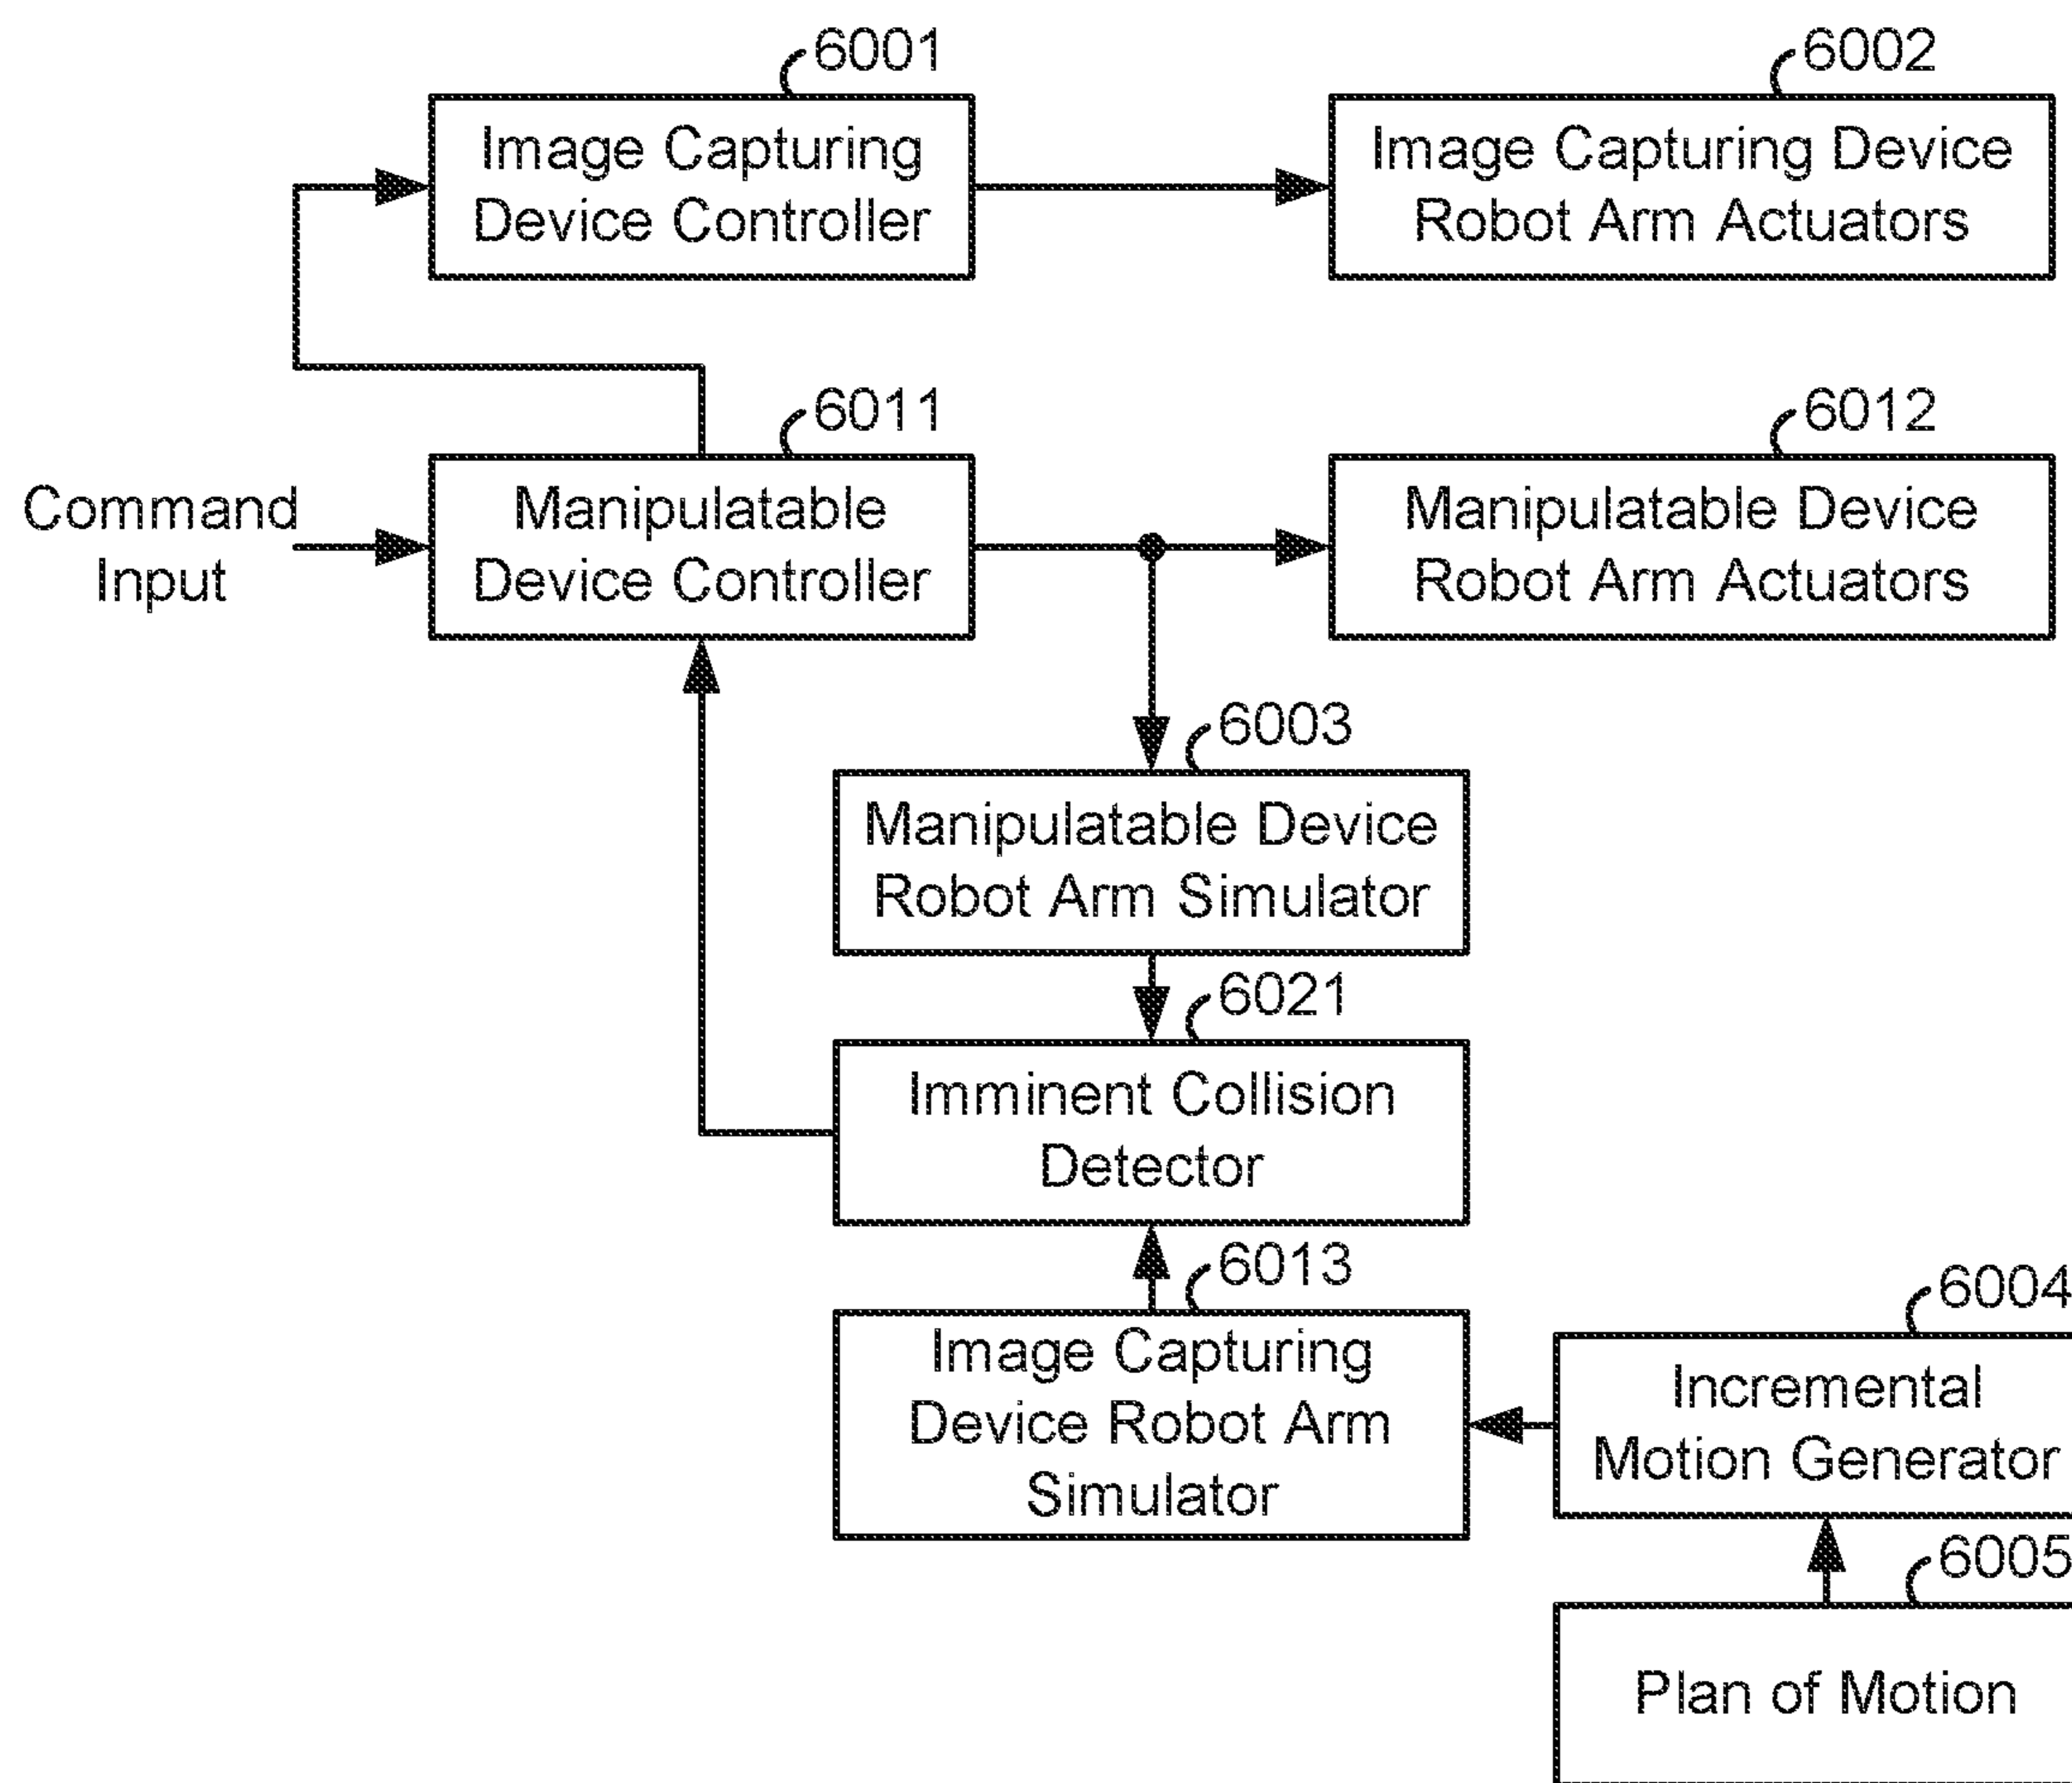 6001
Image Capturing
Device Controller
6002
Image Capturing Device
Robot Arm Actuators
Command
Input
6011
Manipulatable
Device Controller
6012
Manipulatable Device
Robot Arm Actuators
6003
Manipulatable Device
Robot Arm Simulator
6021
Imminent Collision
Detector
6013
Image Capturing
Device Robot Arm
Simulator
6004
Incremental
Motion Generator
6005
Plan of Motion